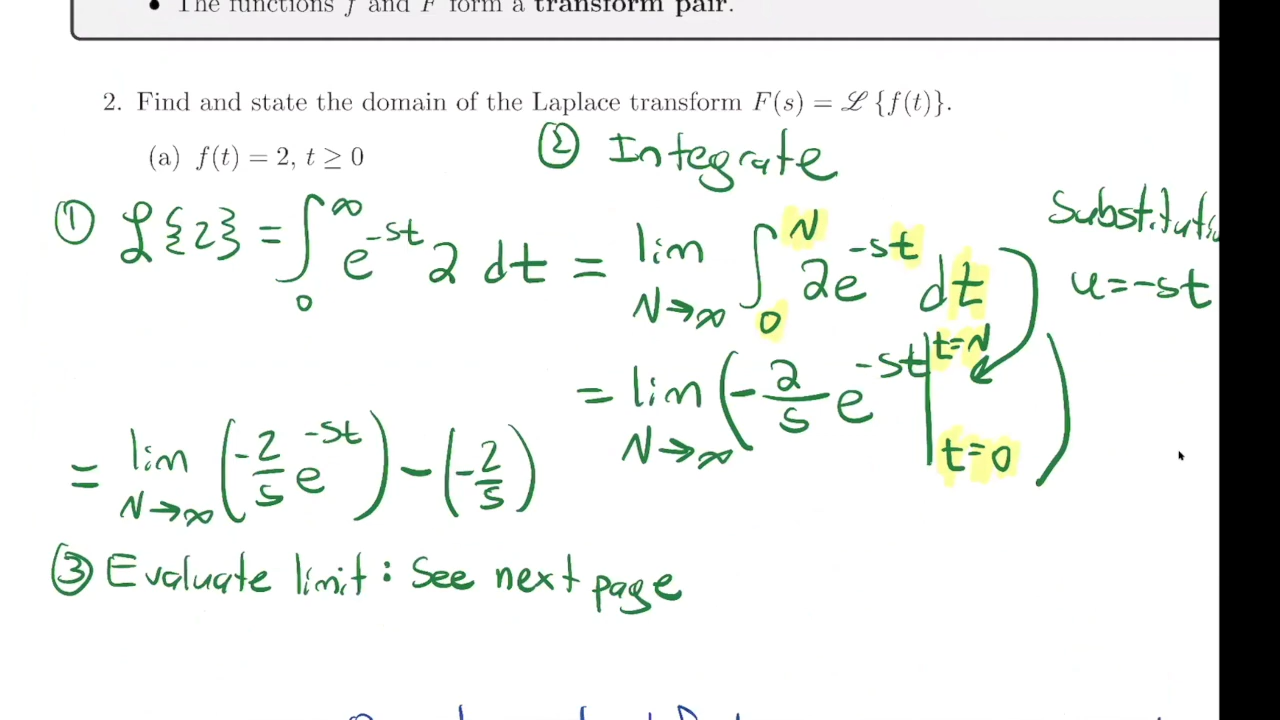 • The functions f and F form a transform pair.
2. Find and state the domain of the Laplace transform F(s) = ℒ {f(t)}.
(a) f(t) = 2, t ≥ 0
② Integrate
① ℒ{2} = ∫₀^∞ e^{-st} 2 dt = lim_{N→∞} ∫₀^N 2e^{-st} dt
Substitutio
u=-st
= lim_{N→∞} (-2/s e^{-st} |_{t=0}^{t=N})
= lim_{N→∞} (-2/s e^{-st}) - (-2/s)
③ Evaluate limit: See next page